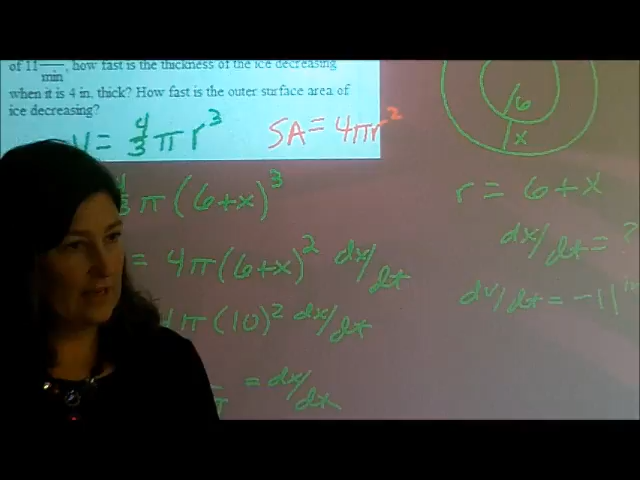 of 11 —/min, how fast is the thickness of the ice decreasing
when it is 4 in. thick? How fast is the outer surface area of
ice decreasing?
V = 4/3 π r³
SA = 4πr²
6
x
π(6+x)³
r = 6+x
= 4π(6+x)² dx/dt
dx/dt = ?
π(10)² dx/dt
dv/dt = -11
= dx/dt